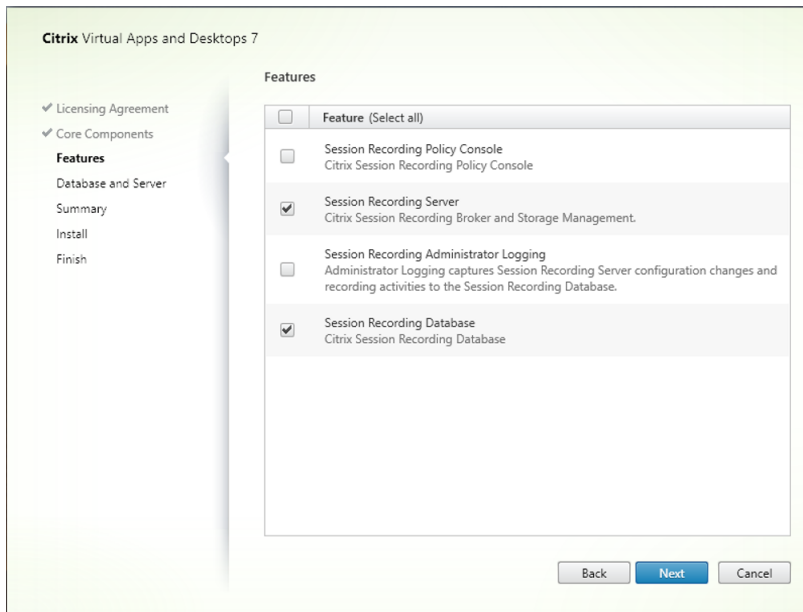 Citrix Virtual Apps and Desktops 7
Licensing Agreement
Core Components
Features
Database and Server
Summary
Install
Finish
Features
Feature (Select all)
Session Recording Policy Console
Citrix Session Recording Policy Console
Session Recording Server
Citrix Session Recording Broker and Storage Management.
Session Recording Administrator Logging
Administrator Logging captures Session Recording Server configuration changes and
recording activities to the Session Recording Database.
Session Recording Database
Citrix Session Recording Database
Back
Next
Cancel